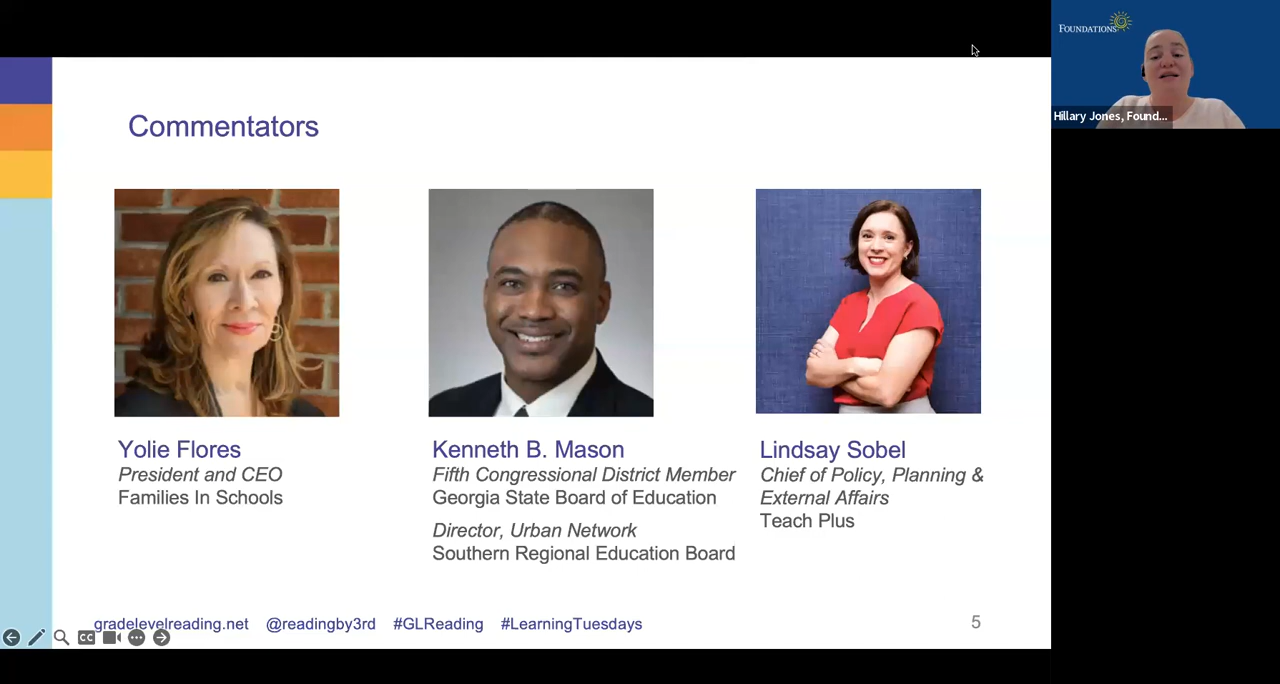 Commentators
Yolie Flores
President and CEO
Families In Schools
Kenneth B. Mason
Fifth Congressional District Member
Georgia State Board of Education
Director, Urban Network
Southern Regional Education Board
Lindsay Sobel
Chief of Policy, Planning &
External Affairs
Teach Plus
gradelevelreading.net @readingby3rd #GLReading #LearningTuesdays
5
CC
FOUNDATIONS
Hillary Jones, Found...